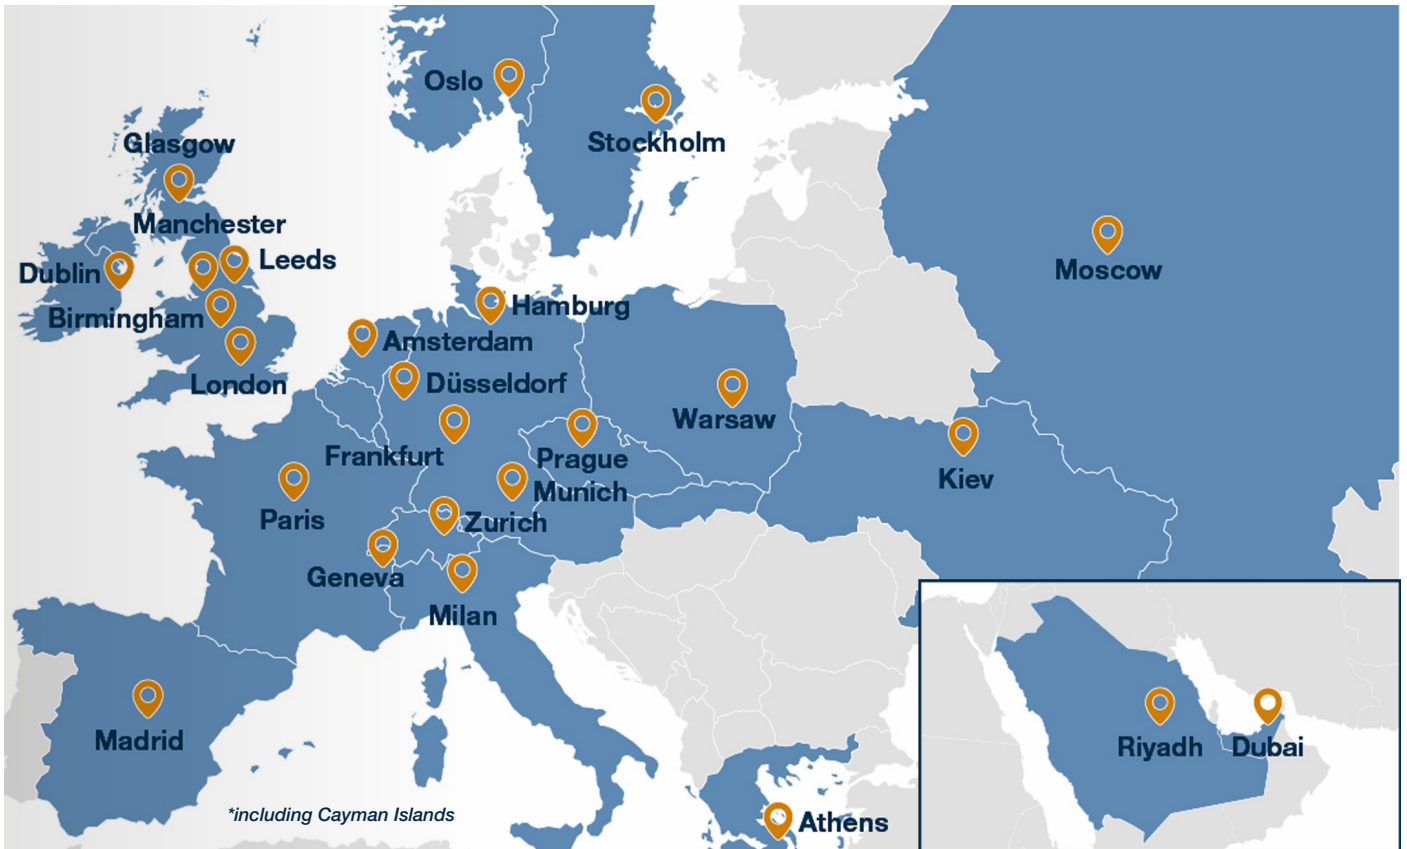 Oslo
Stockholm
Glasgow
Manchester
Leeds
Moscow
Dublin
Birmingham
Hamburg
Amsterdam
London
Düsseldorf
Warsaw
Frankfurt
Prague
Kiev
Munich
Paris
Zurich
Geneva
Milan
Madrid
Riyadh
Dubai
*including Cayman Islands
Athens